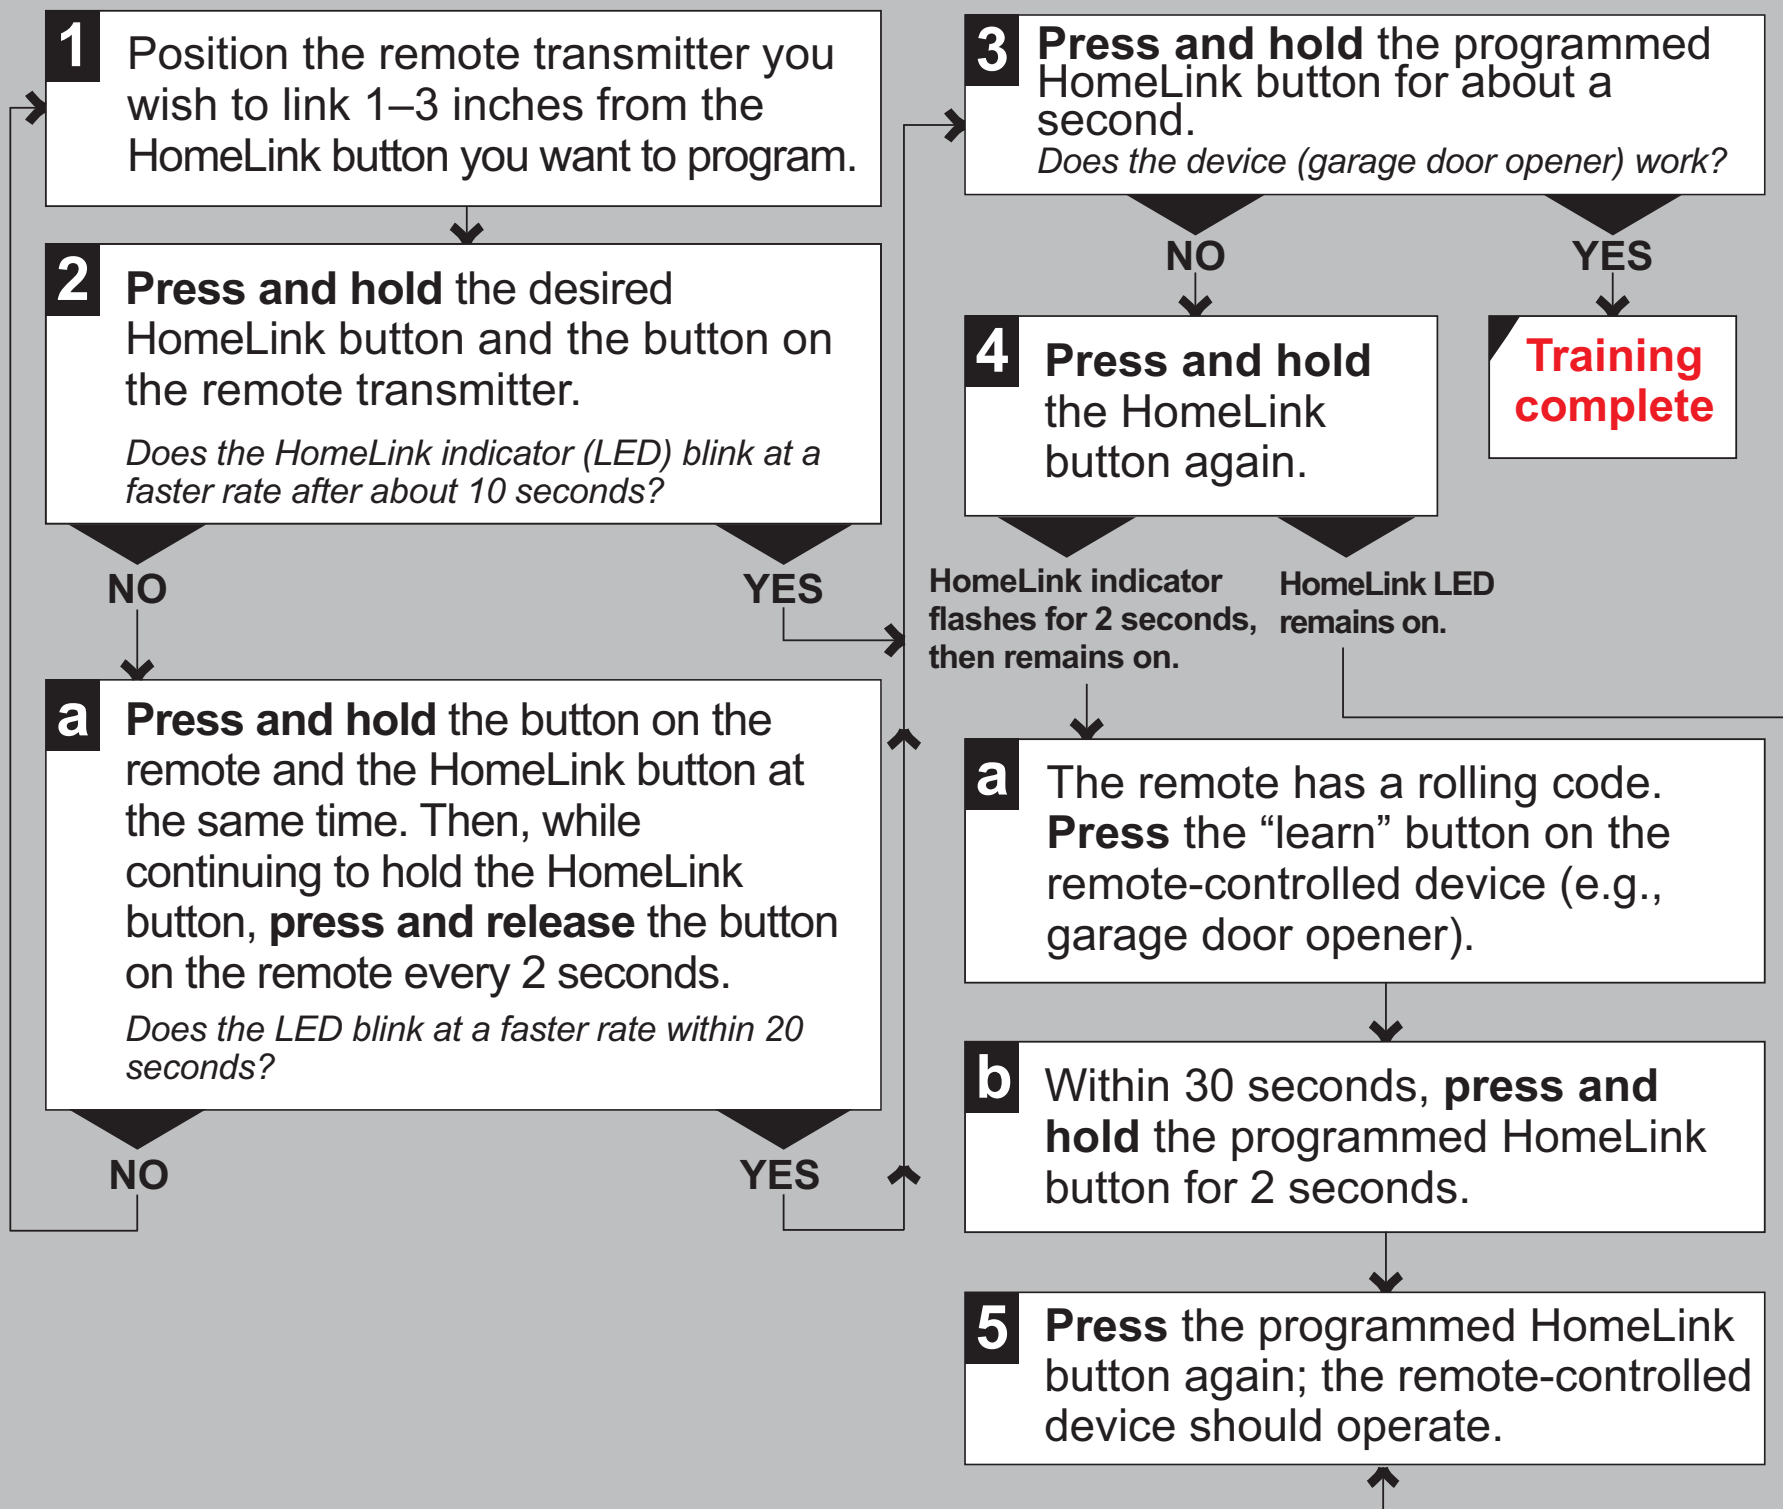 1
Position the remote transmitter you
wish to link 1–3 inches from the
HomeLink button you want to program.
2
Press and hold the desired
HomeLink button and the button on
the remote transmitter.
Does the HomeLink indicator (LED) blink at a
faster rate after about 10 seconds?
NO
YES
a
Press and hold the button on the
remote and the HomeLink button at
the same time. Then, while
continuing to hold the HomeLink
button, press and release the button
on the remote every 2 seconds.
Does the LED blink at a faster rate within 20
seconds?
NO
YES
3
Press and hold the programmed
HomeLink button for about a
second.
Does the device (garage door opener) work?
NO
YES
4
Press and hold
the HomeLink
button again.
Training
complete
HomeLink indicator
flashes for 2 seconds,
then remains on.
HomeLink LED
remains on.
a
The remote has a rolling code.
Press the “learn” button on the
remote-controlled device (e.g.,
garage door opener).
b
Within 30 seconds, press and
hold the programmed HomeLink
button for 2 seconds.
5
Press the programmed HomeLink
button again; the remote-controlled
device should operate.